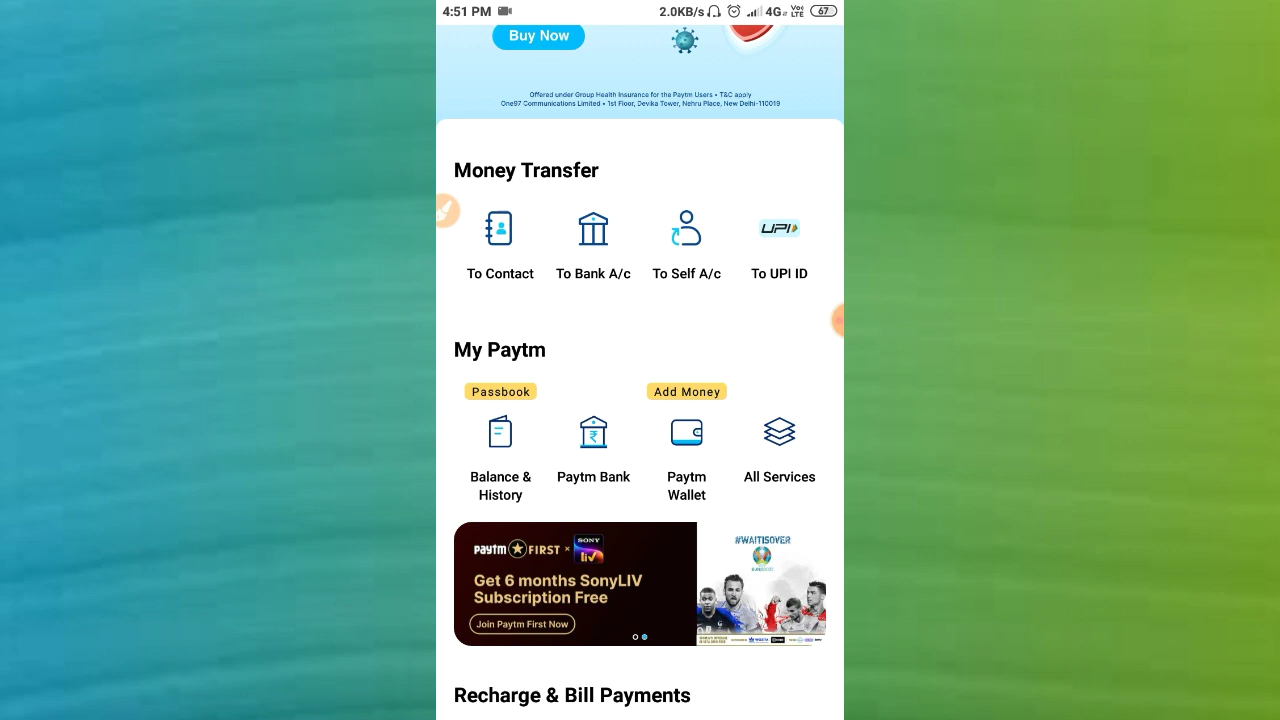 4:51 PM
2.0KB/s 4G Vo) LTE 67
Buy Now
Offered under Group Health Insurance for the Paytm Users • T&C apply
One97 Communications Limited • 1st Floor, Devika Tower, Nehru Place, New Delhi-110019
Money Transfer
To Contact
To Bank A/c
To Self A/c
UPI
To UPI ID
My Paytm
Passbook
Add Money
Balance &
History
Paytm Bank
Paytm
Wallet
All Services
paytm FIRST × SONY liv
Get 6 months SonyLIV
Subscription Free
Join Paytm First Now
#WAITISOVER
Recharge & Bill Payments